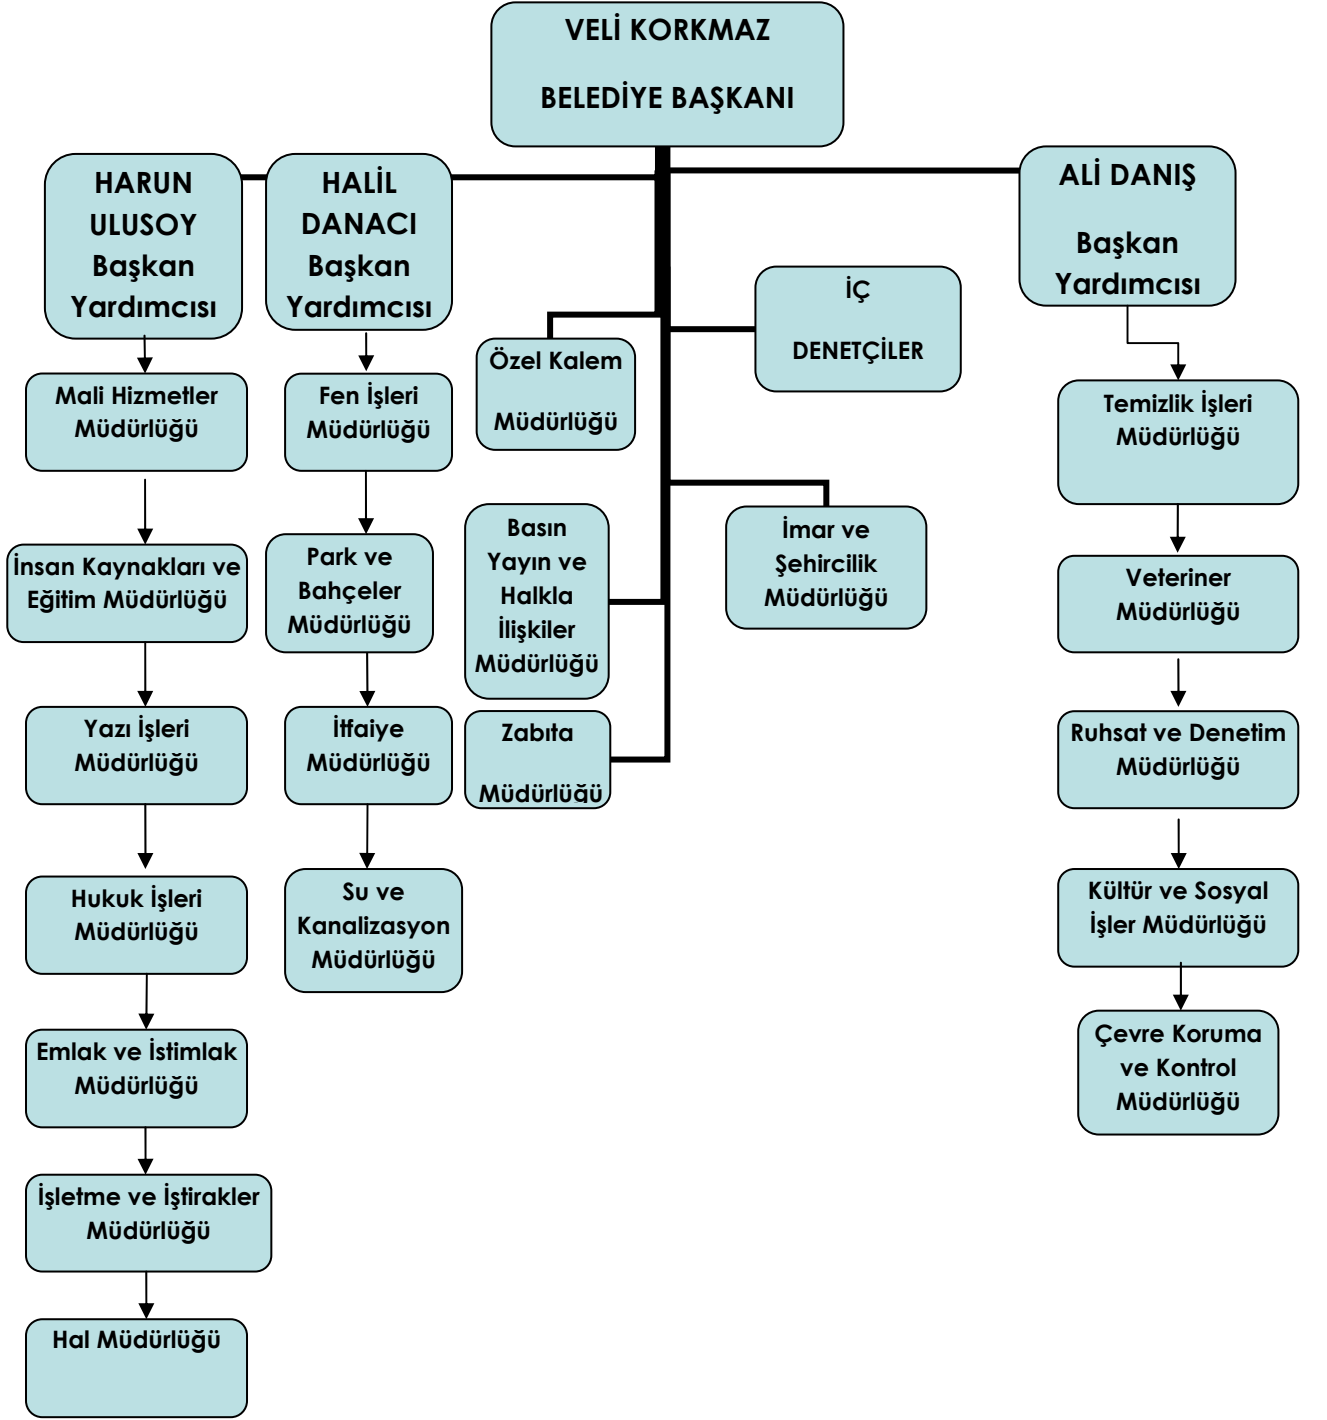 VELİ KORKMAZ
BELEDİYE BAŞKANI
HARUN
ULUSOY
Başkan
Yardımcısı
HALİL
DANACI
Başkan
Yardımcısı
ALİ DANIŞ
Başkan
Yardımcısı
İÇ
DENETÇİLER
Özel Kalem
Müdürlüğü
Mali Hizmetler
Müdürlüğü
Fen İşleri
Müdürlüğü
Temizlik İşleri
Müdürlüğü
Basın
Yayın ve
Halkla
İlişkiler
Müdürlüğü
İmar ve
Şehircilik
Müdürlüğü
İnsan Kaynakları ve
Eğitim Müdürlüğü
Park ve
Bahçeler
Müdürlüğü
Veteriner
Müdürlüğü
Yazı İşleri
Müdürlüğü
İtfaiye
Müdürlüğü
Zabıta
Müdürlüğü
Ruhsat ve Denetim
Müdürlüğü
Hukuk İşleri
Müdürlüğü
Su ve
Kanalizasyon
Müdürlüğü
Kültür ve Sosyal
İşler Müdürlüğü
Emlak ve İstimlak
Müdürlüğü
Çevre Koruma
ve Kontrol
Müdürlüğü
İşletme ve İştirakler
Müdürlüğü
Hal Müdürlüğü